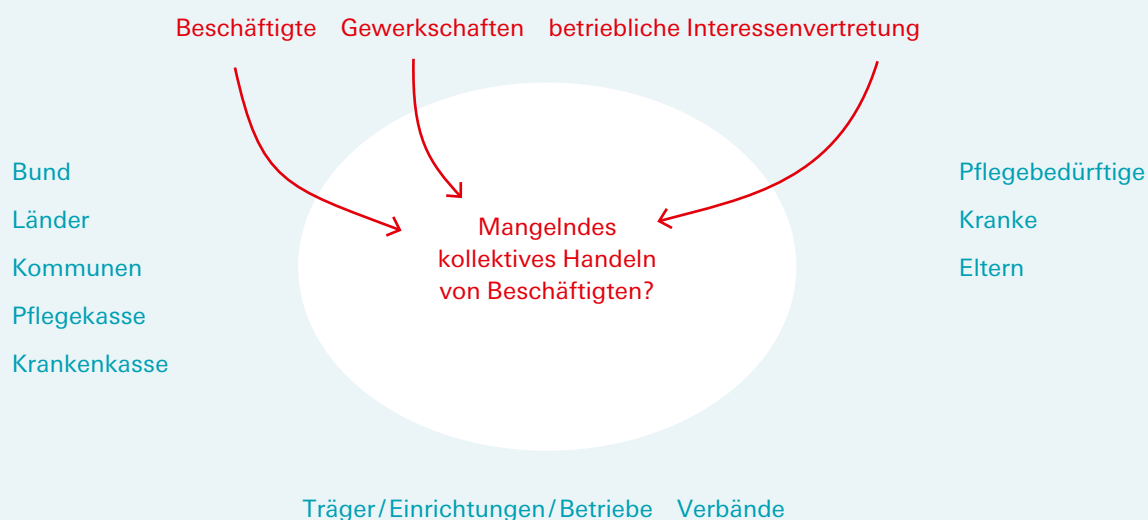 Beschäftigte Gewerkschaften betriebliche Interessenvertretung
Bund
Länder
Kommunen
Pflegekasse
Krankenkasse
Mangelndes
kollektives Handeln
von Beschäftigten?
Pflegebedürftige
Kranke
Eltern
Träger/Einrichtungen/Betriebe Verbände